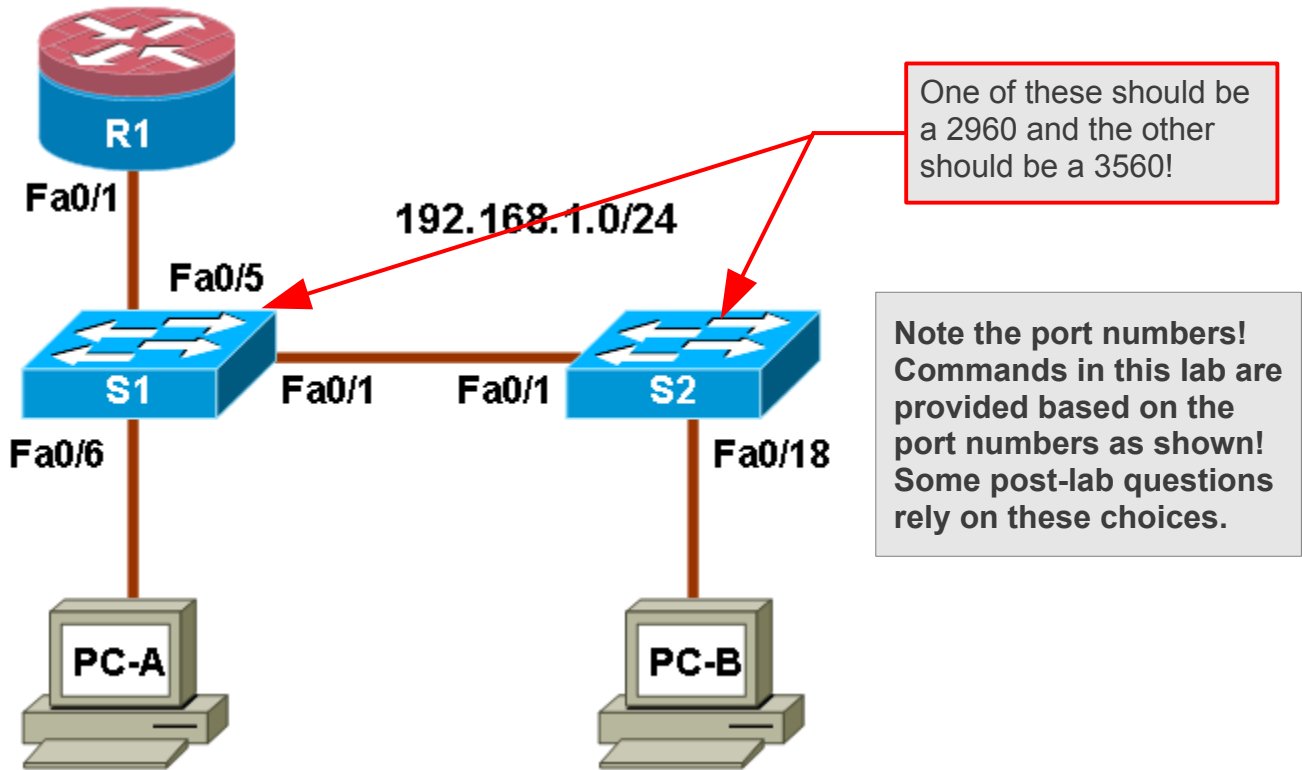 R1
Fa0/1
One of these should be
a 2960 and the other
should be a 3560!
192.168.1.0/24
Fa0/5
S1
Fa0/1
Fa0/1
S2
Fa0/6
Fa0/18
Note the port numbers!
Commands in this lab are
provided based on the
port numbers as shown!
Some post-lab questions
rely on these choices.
PC-A
PC-B